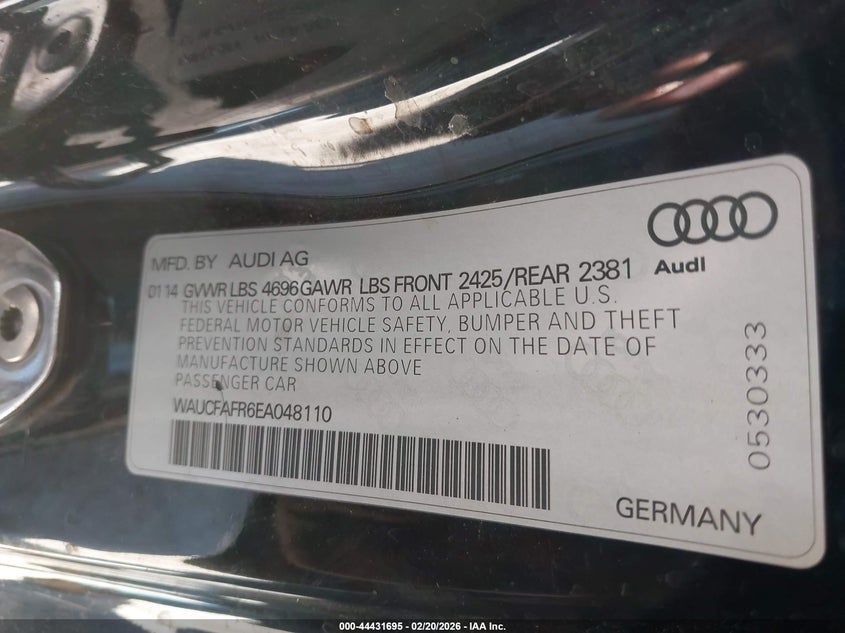 MFD. BY AUDI AG
0114 GVWR LBS 4696 GAWR LBS FRONT 2425/REAR 2381
Audi
THIS VEHICLE CONFORMS TO ALL APPLICABLE U.S.
FEDERAL MOTOR VEHICLE SAFETY, BUMPER AND THEFT
PREVENTION STANDARDS IN EFFECT ON THE DATE OF
MANUFACTURE SHOWN ABOVE
PASSENGER CAR
WAUCFAFR6EA048110
0530333
GERMANY
000-44431695 - 02/20/2026 - IAA Inc.